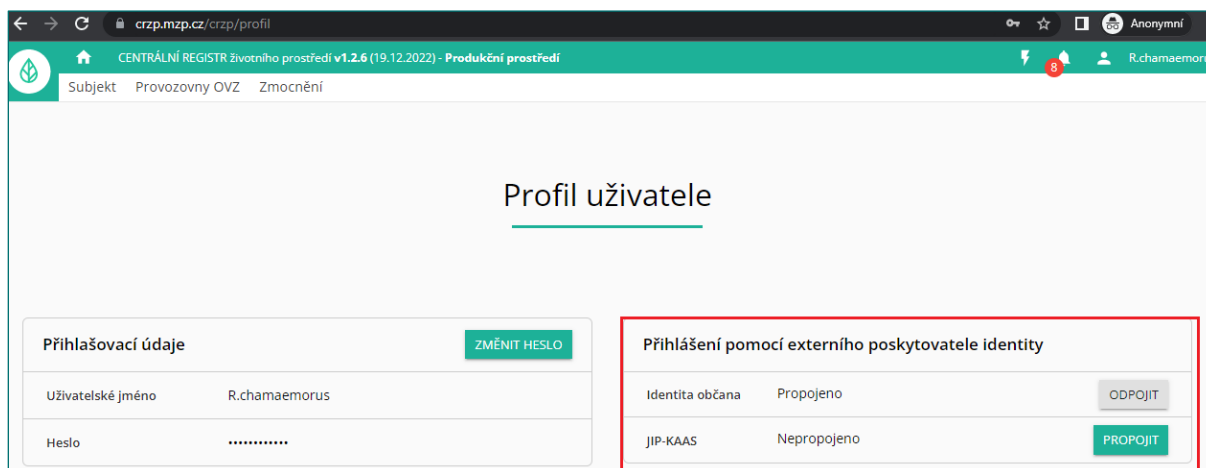 crzp.mzp.cz/crzp/profil Anonymní
CENTRÁLNÍ REGISTR životního prostředí v1.2.6 (19.12.2022) - Produkční prostředí 8 R.chamaemoru
Subjekt Provozovny OVZ Zmocnění
Profil uživatele
Přihlašovací údaje ZMĚNIT HESLO
Uživatelské jméno R.chamaemorus
Heslo ••••••••••••
Přihlášení pomocí externího poskytovatele identity
Identita občana Propojeno ODPOJIT
JIP-KAAS Nepropojeno PROPOJIT